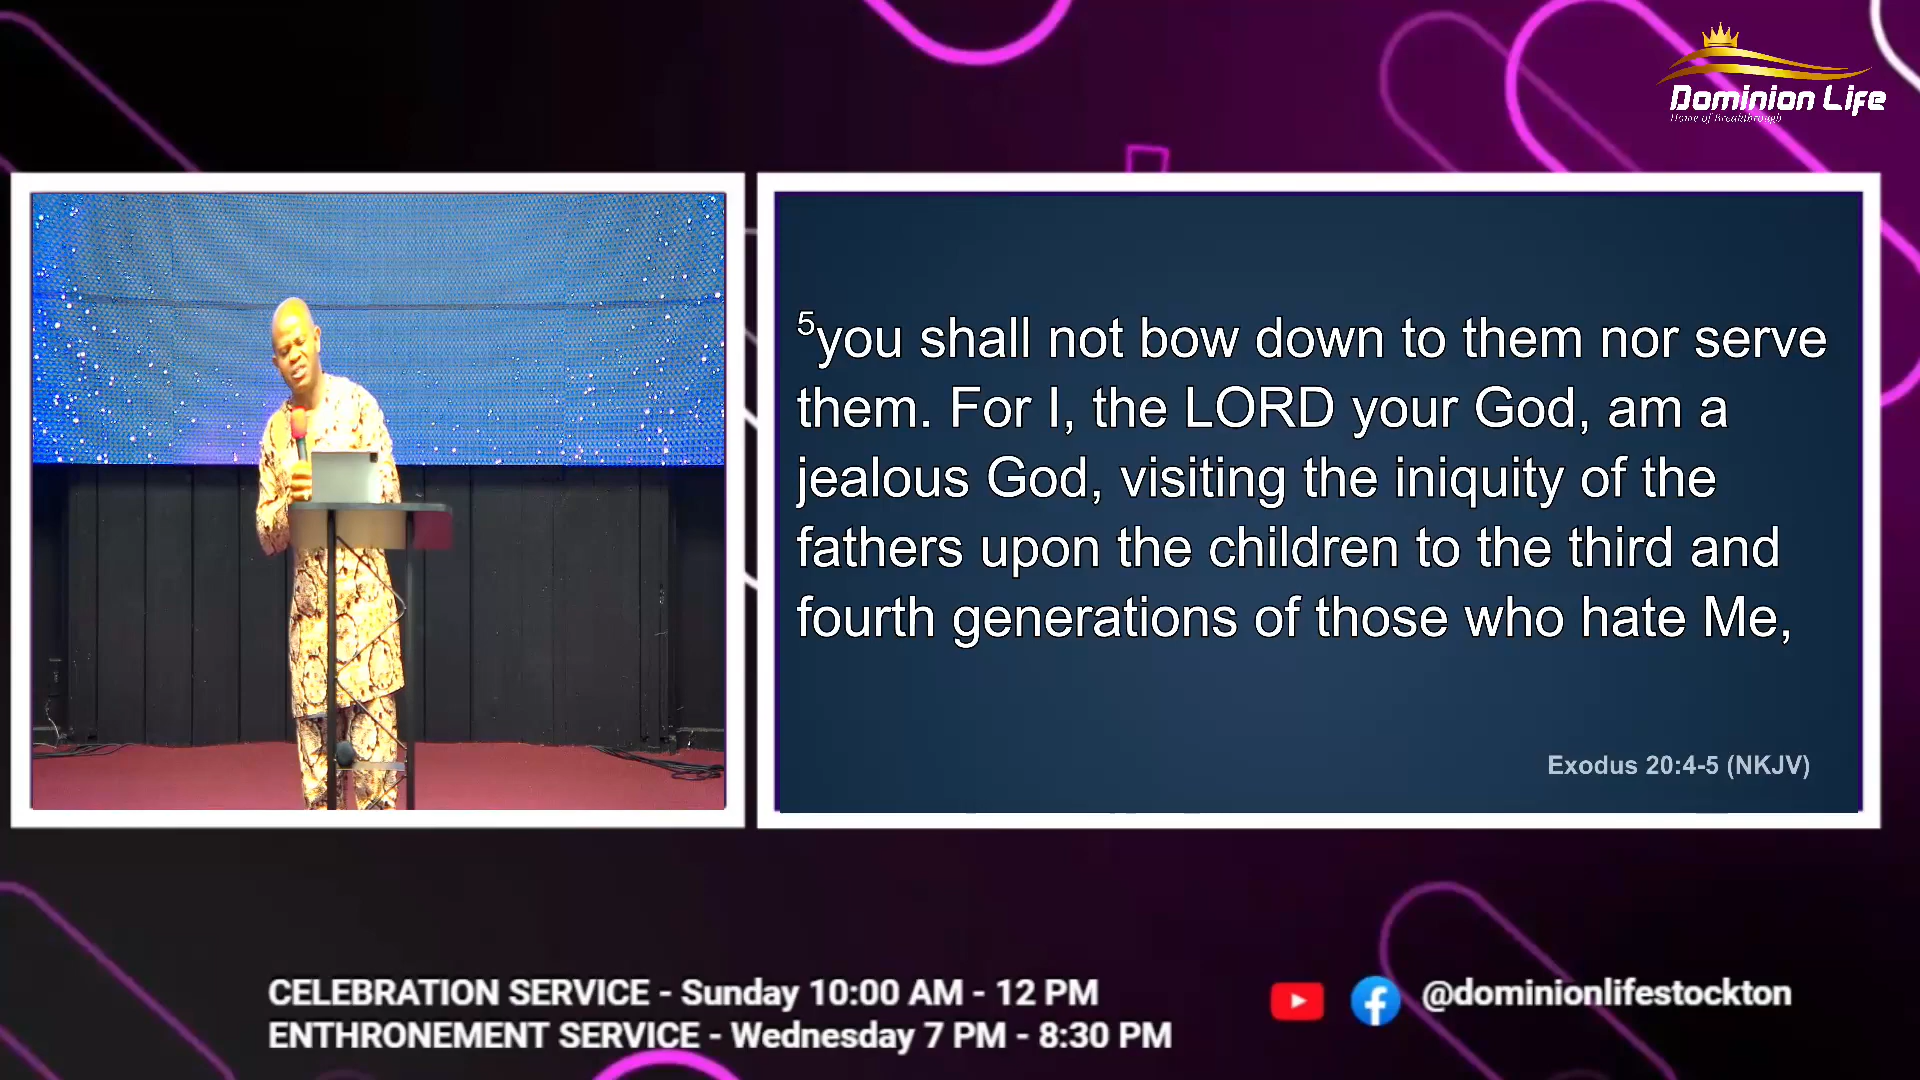 Dominion Life
Home of Breakthrough
5you shall not bow down to them nor serve
them. For I, the LORD your God, am a
jealous God, visiting the iniquity of the
fathers upon the children to the third and
fourth generations of those who hate Me,
Exodus 20:4-5 (NKJV)
CELEBRATION SERVICE - Sunday 10:00 AM - 12 PM
ENTHRONEMENT SERVICE - Wednesday 7 PM - 8:30 PM
@dominionlifestockton